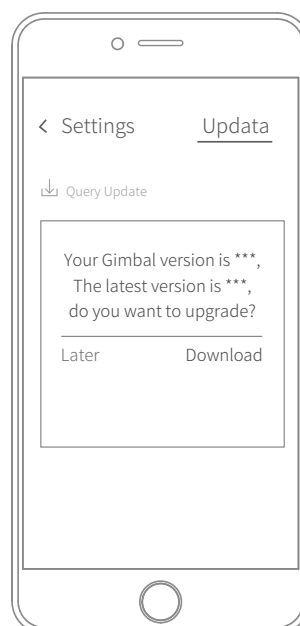 Settings
Updata
Query Update
Your Gimbal version is ***,
The latest version is ***,
do you want to upgrade?
Later
Download